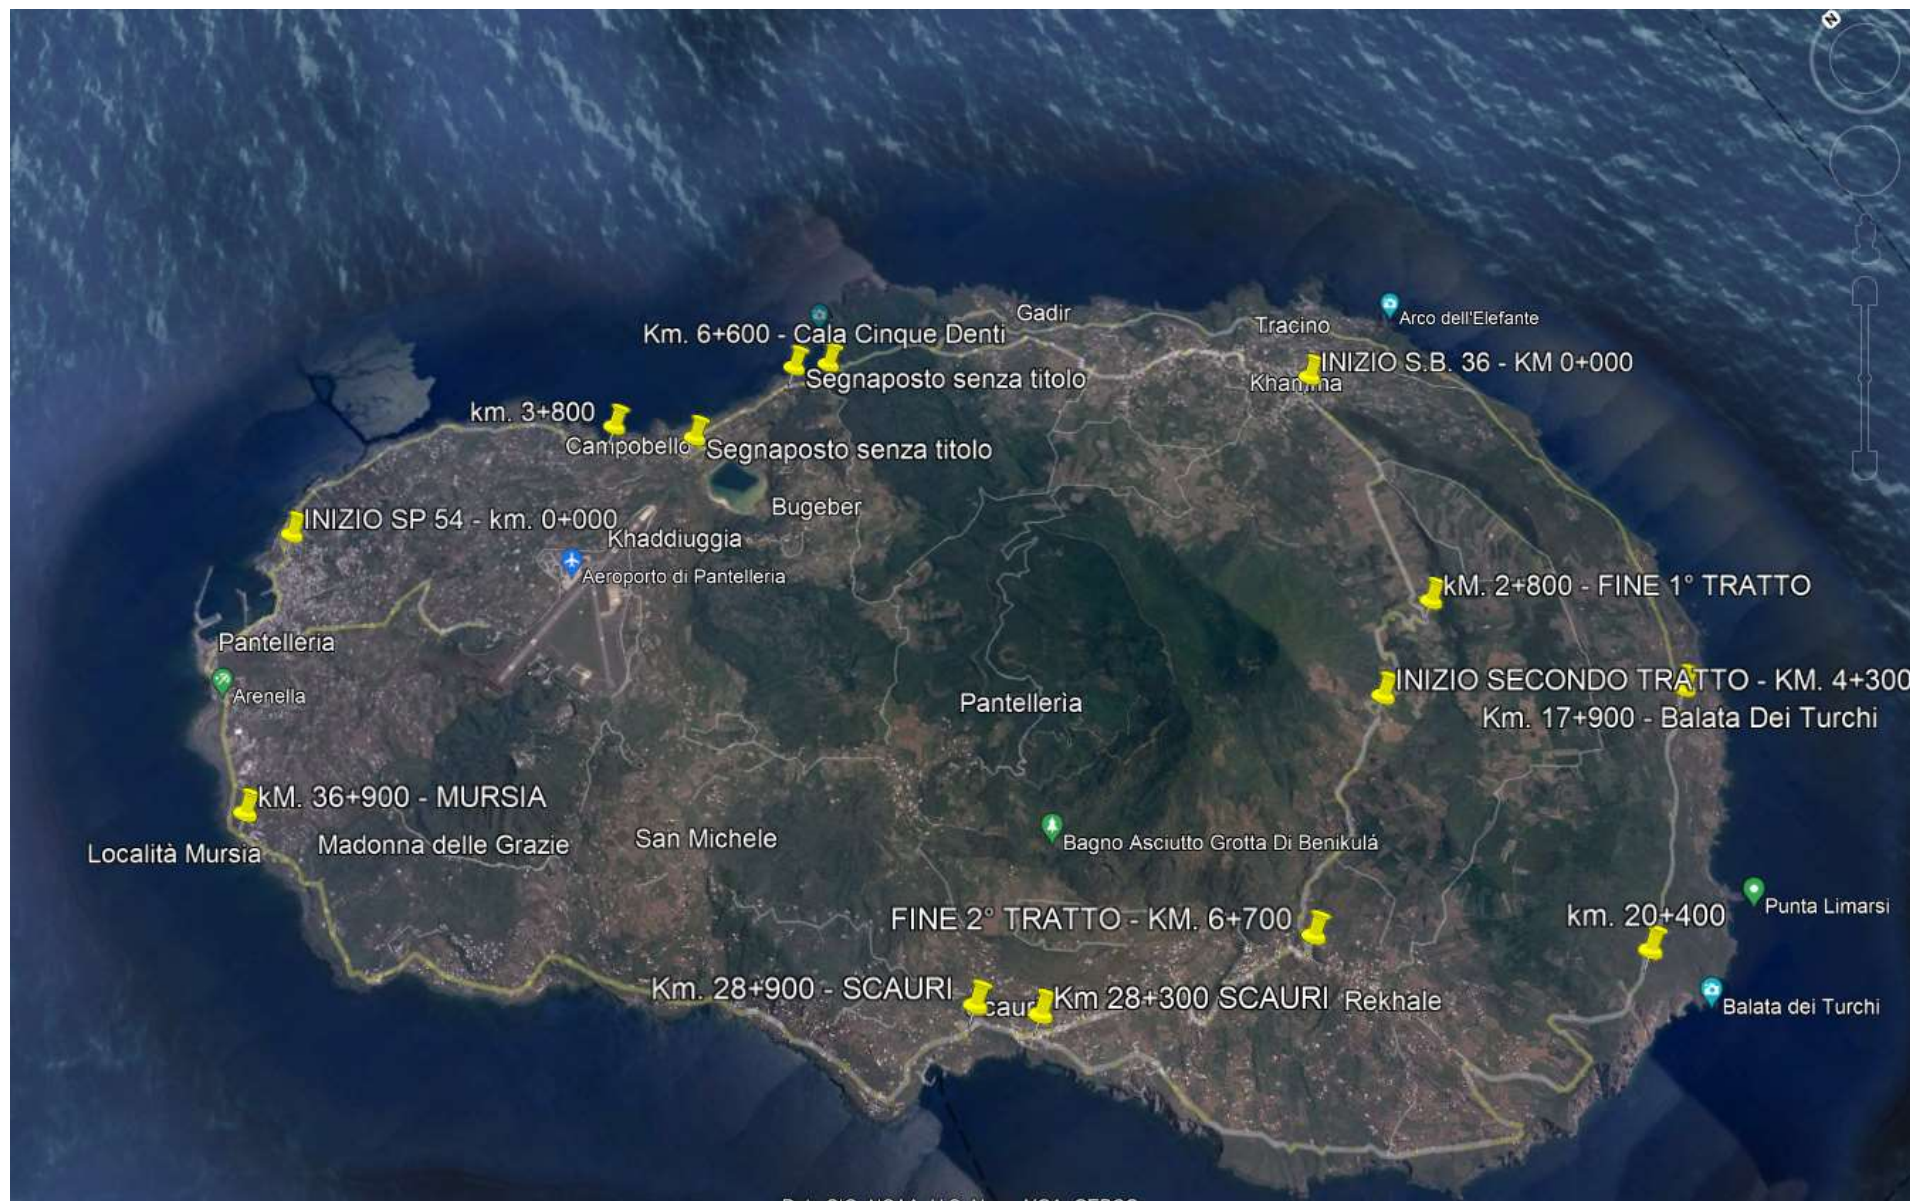 N
Gadir
Arco dell'Elefante
Tracino
Km. 6+600 - Cala Cinque Denti
INIZIO S.B. 36 - KM 0+000
Segnaposto senza titolo
Khamma
km. 3+800
Campobello
Segnaposto senza titolo
Bugeber
INIZIO SP 54 - km. 0+000
Khaddiuggia
Aeroporto di Pantelleria
kM. 2+800 - FINE 1° TRATTO
Pantelleria
INIZIO SECONDO TRATTO - KM. 4+300
Arenella
Pantelleria
Km. 17+900 - Balata Dei Turchi
kM. 36+900 - MURSIA
San Michele
Madonna delle Grazie
Bagno Asciutto Grotta Di Benikulá
Località Mursia
Punta Limarsi
km. 20+400
FINE 2° TRATTO - KM. 6+700
Km. 28+900 - SCAURI
Km 28+300 SCAURI
Rekhale
Balata dei Turchi